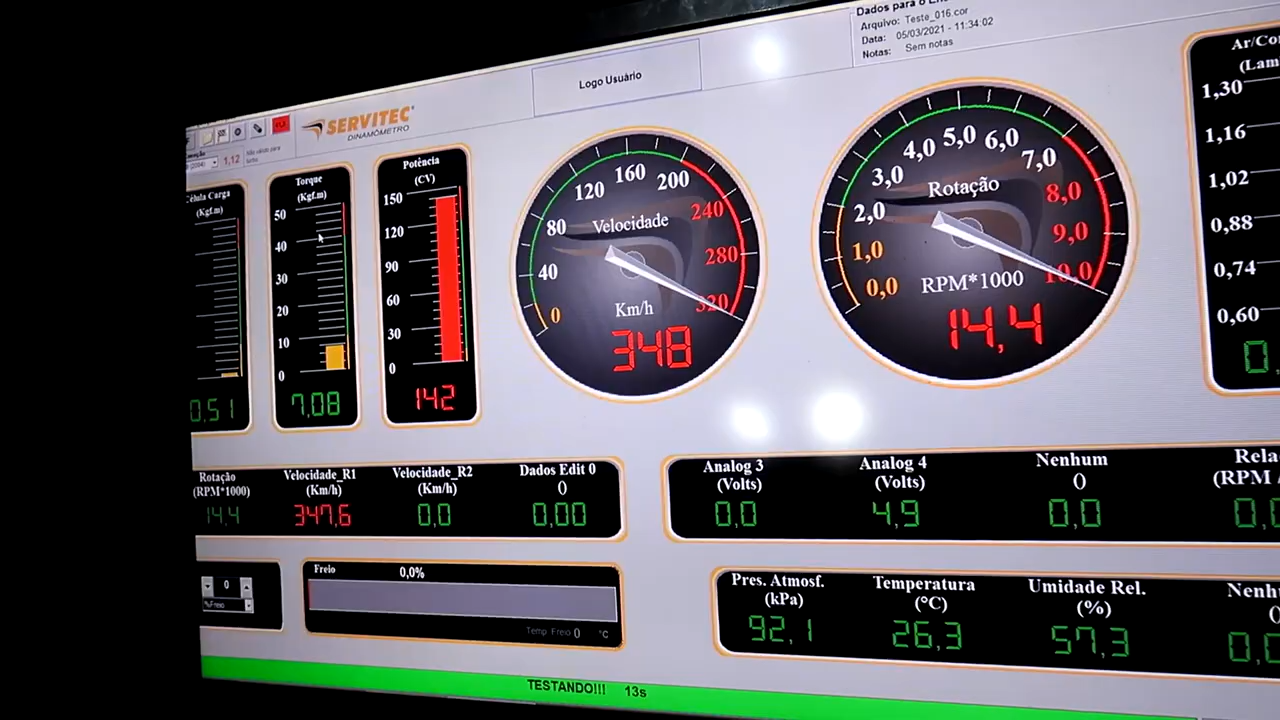 Dados para o
Arquivo: Teste_016.cor
Data: 05/03/2021 - 11:34:02
Notas: Sem notas
Logo Usuário
SERVITEC
DINAMÔMETRO
1,12
Célula Carga
(Kgf.m)
0,51
Torque
(Kgf.m)
50
40
30
20
10
0
7,08
Potência
(CV)
150
120
90
60
30
0
142
0
40
80
120
160
200
240
280
320
Velocidade
Km/h
348
0,0
1,0
2,0
3,0
4,0
5,0
6,0
7,0
8,0
9,0
10,0
Rotação
RPM*1000
14,4
1,30
1,16
1,02
0,88
0,74
0,60
Rotação
(RPM*1000)
14,4
Velocidade_R1
(Km/h)
347,6
Velocidade_R2
(Km/h)
0,0
Dados Edit 0
()
0,00
Analog 3
(Volts)
0,0
Analog 4
(Volts)
4,9
Nenhum
()
0,0
(RPM
0
%Freio
Freio 0,0%
Temp. Freio 0 °C
Pres. Atmosf.
(kPa)
92,1
Temperatura
(°C)
26,3
Umidade Rel.
(%)
57,3
TESTANDO!!! 13s